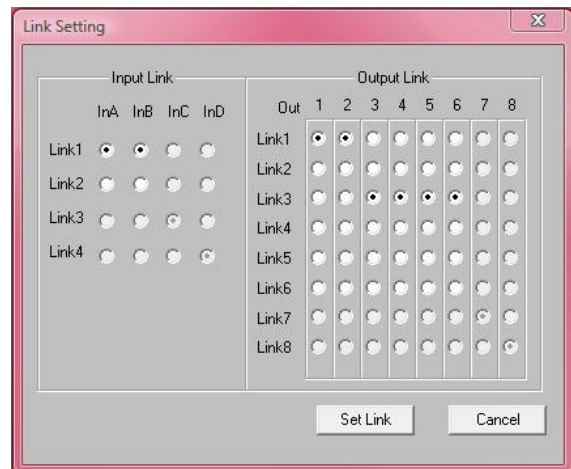 Link Setting
Input Link
InA InB InC InD
Link1
Link2
Link3
Link4
Output Link
Out 1 2 3 4 5 6 7 8
Link1
Link2
Link3
Link4
Link5
Link6
Link7
Link8
Set Link
Cancel